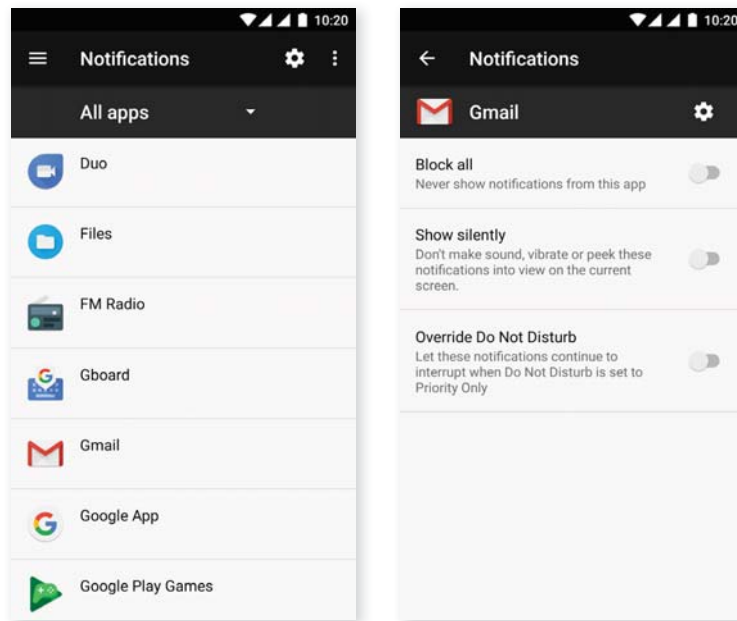 10:20
Notifications
All apps
Duo
Files
FM Radio
Gboard
Gmail
Google App
Google Play Games
10:20
Notifications
Gmail
Block all
Never show notifications from this app
Show silently
Don't make sound, vibrate or peek these
notifications into view on the current
screen.
Override Do Not Disturb
Let these notifications continue to
interrupt when Do Not Disturb is set to
Priority Only